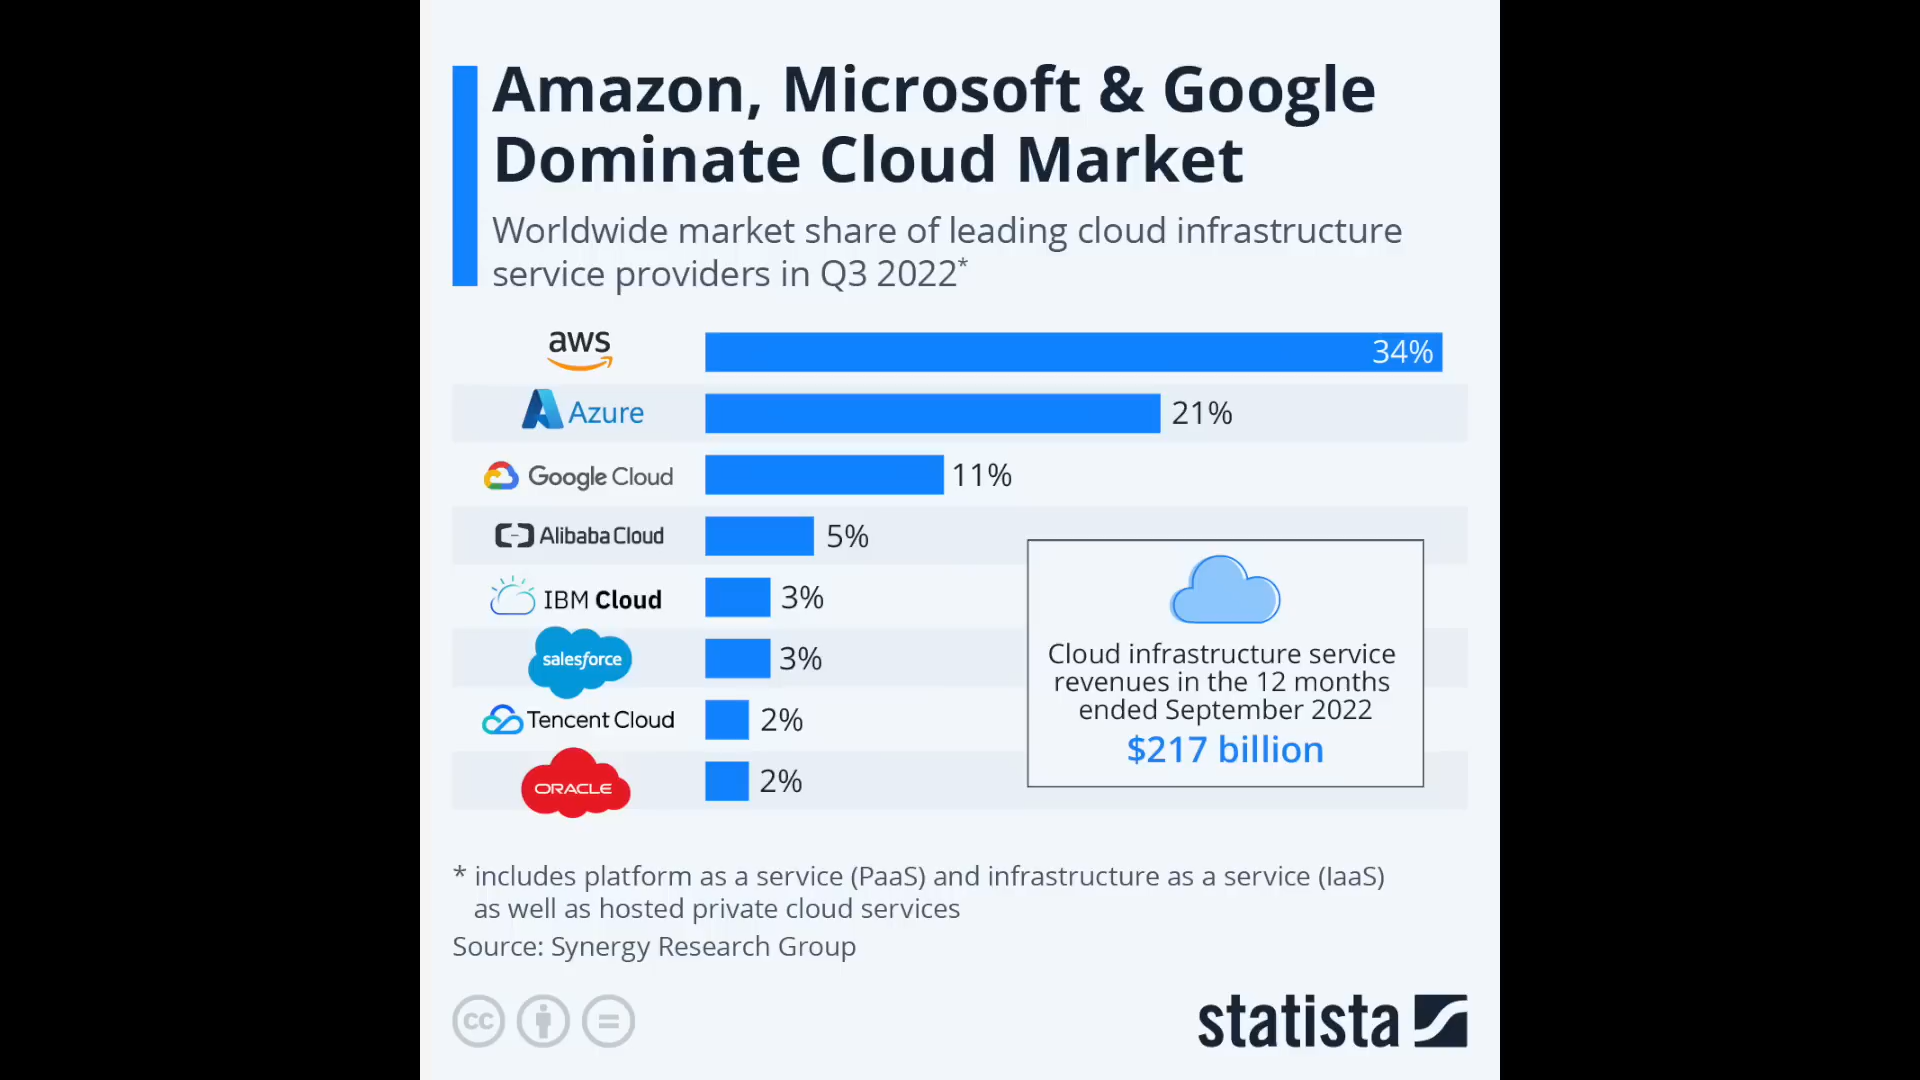 Amazon, Microsoft & Google
Dominate Cloud Market
Worldwide market share of leading cloud infrastructure
service providers in Q3 2022*
aws
34%
Azure
21%
Google Cloud
11%
Alibaba Cloud
5%
IBM Cloud
3%
salesforce
3%
Tencent Cloud
2%
ORACLE
2%
Cloud infrastructure service
revenues in the 12 months
ended September 2022
$217 billion
* includes platform as a service (PaaS) and infrastructure as a service (IaaS)
as well as hosted private cloud services
Source: Synergy Research Group
cc
statista